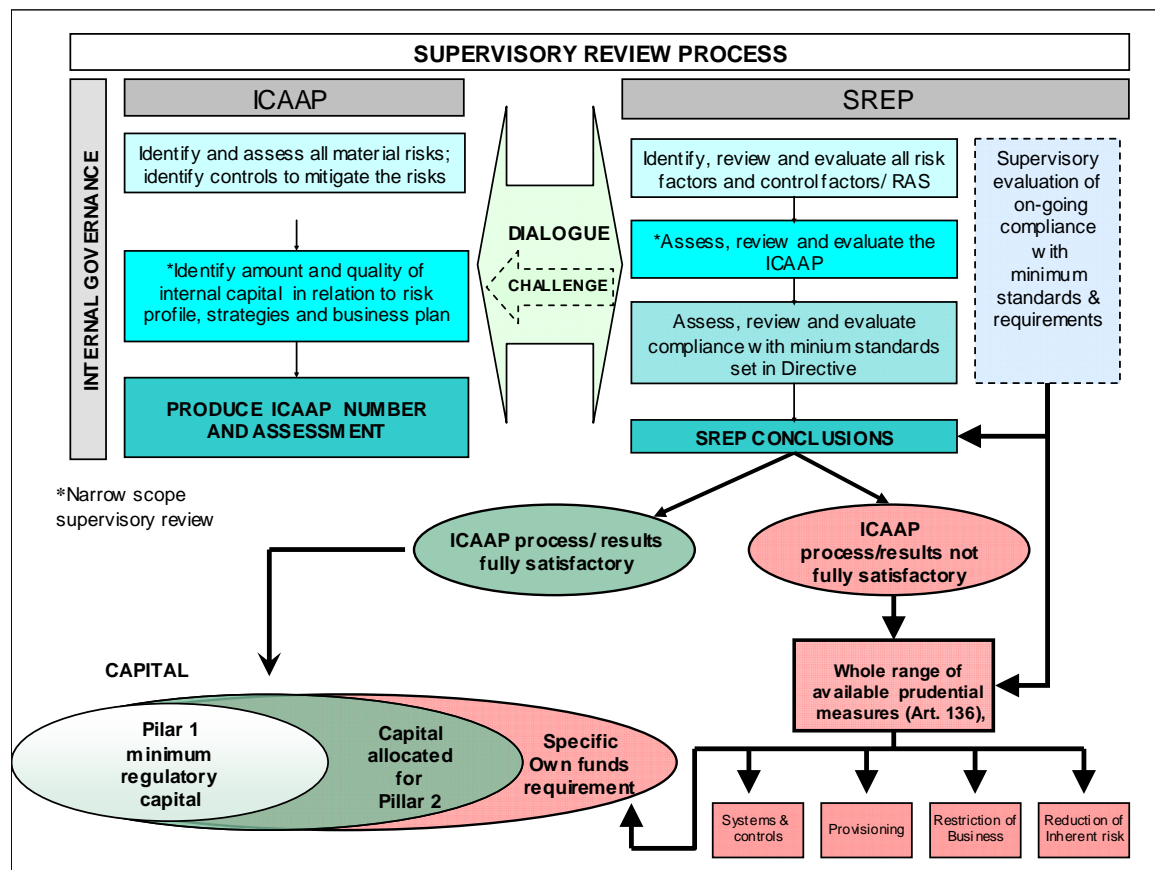 SUPERVISORY REVIEW PROCESS
INTERNAL GOVERNANCE
ICAAP
Identify and assess all material risks;
identify controls to mitigate the risks
*Identify amount and quality of
internal capital in relation to risk
profile, strategies and business plan
PRODUCE ICAAP NUMBER
AND ASSESSMENT
*Narrow scope
supervisory review
DIALOGUE
CHALLENGE
SREP
Identify, review and evaluate all risk
factors and control factors/ RAS
*Assess, review and evaluate the
ICAAP
Assess, review and evaluate
compliance with minium standards
set in Directive
SREP CONCLUSIONS
Supervisory
evaluation of
on-going
compliance
with
minimum
standards &
requirements
ICAAP process/ results
fully satisfactory
ICAAP
process/results not
fully satisfactory
Whole range of
available prudential
measures (Art. 136),
CAPITAL
Pilar 1
minimum
regulatory
capital
Capital
allocated
for
Pillar 2
Specific
Own funds
requirement
Systems &
controls
Provisioning
Restriction of
Business
Reduction of
Inherent risk